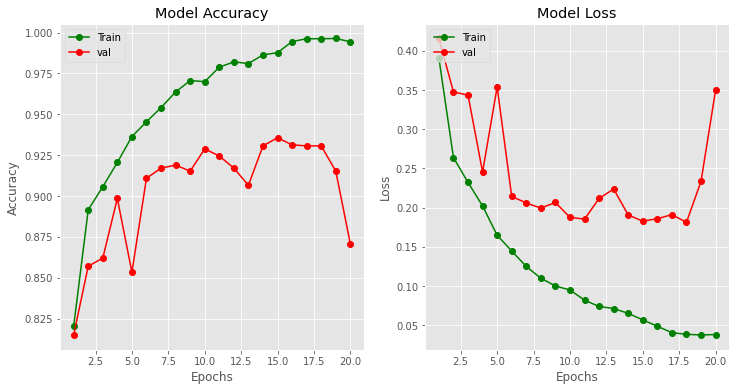 Model Accuracy
1.000
0.975
0.950
0.925
0.900
0.875
0.850
0.825
Accuracy
Train
val
2.5 5.0 7.5 10.0 12.5 15.0 17.5 20.0
Epochs
Model Loss
0.40
0.35
0.30
0.25
0.20
0.15
0.10
0.05
Loss
Train
val
2.5 5.0 7.5 10.0 12.5 15.0 17.5 20.0
Epochs